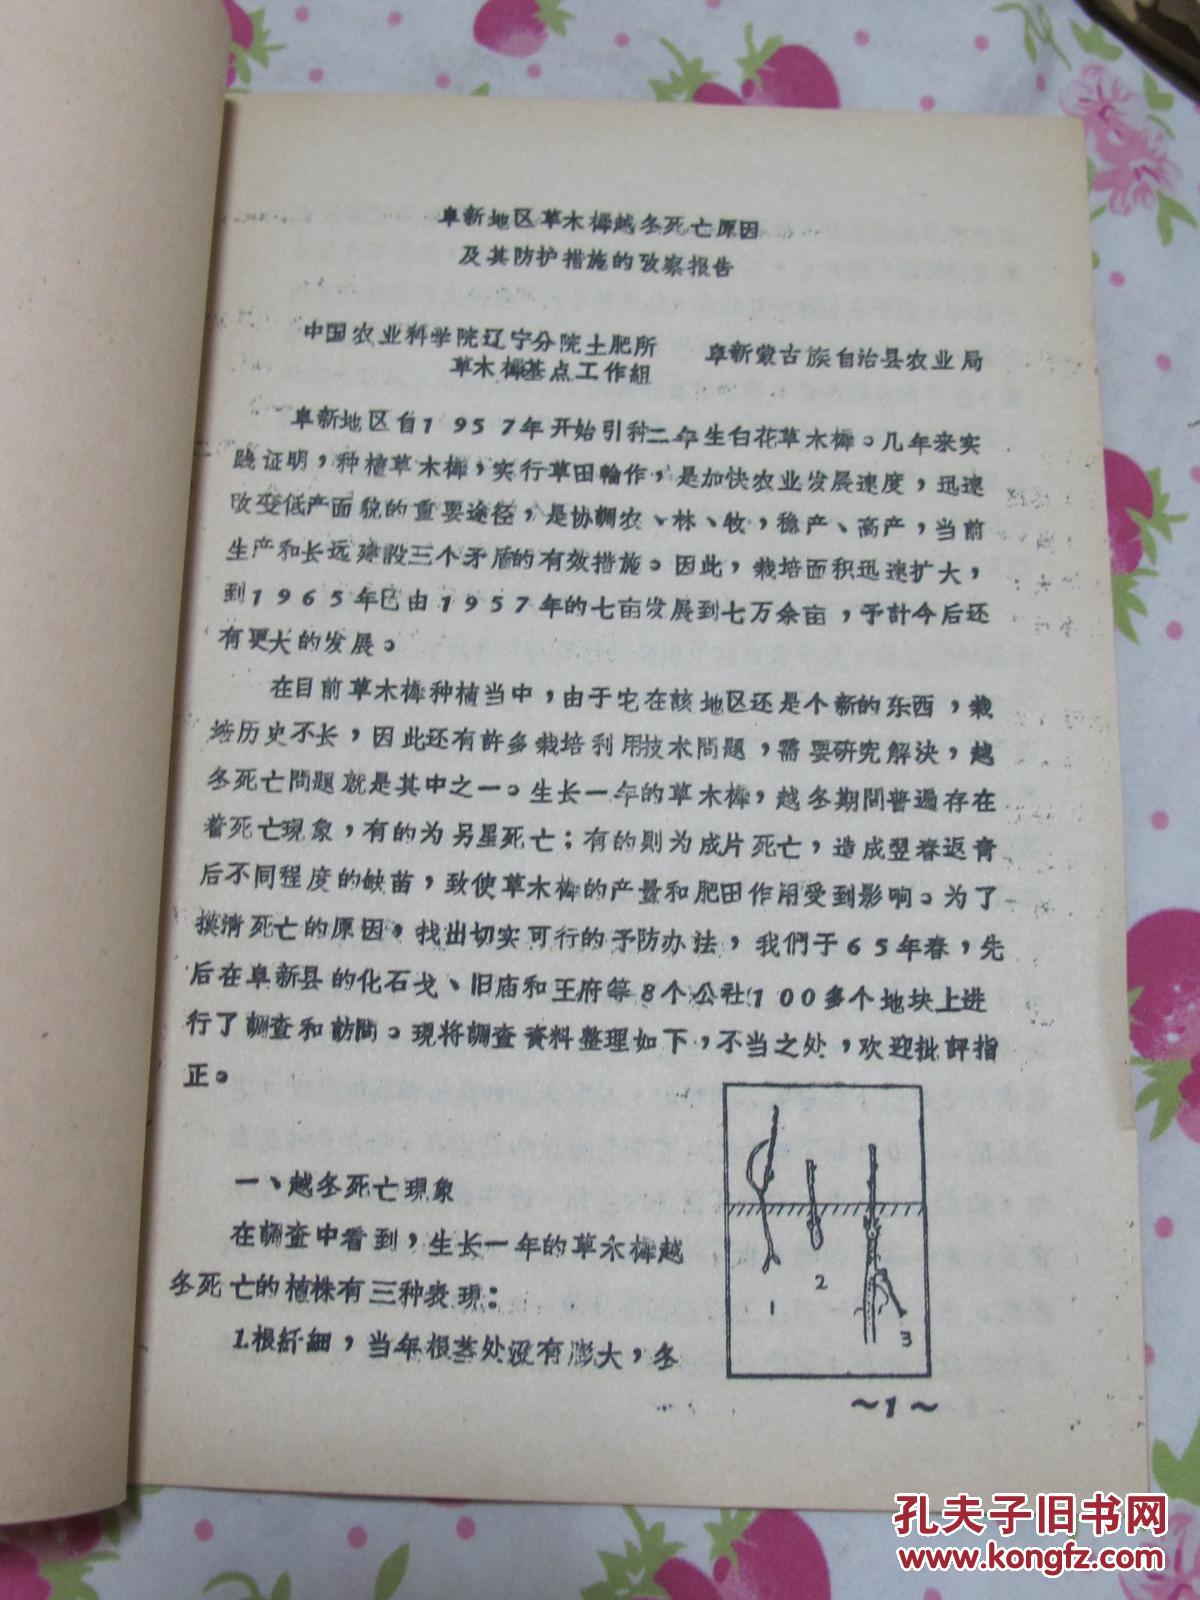 阜新地区草木樨越冬死亡原因
及其防护措施的攷察报告
中国农业科学院辽宁分院土肥所
草木樨基点工作組
阜新蒙古族自治县农业局
阜新地区自1957年开始引种二年生白花草木樨。几年来实
践证明，种植草木樨，实行草田輪作，是加快农业发展速度，迅速
改变低产面貌的重要途径，是协調农、林、牧，稳产、高产，当前
生产和长远建設三个矛盾的有效措施。因此，栽培面积迅速扩大，
到1965年已由1957年的七亩发展到七万余亩，予計今后还
有更大的发展。
在目前草木樨种植当中，由于它在該地区还是个新的东西，栽
培历史不长，因此还有許多栽培利用技术問題，需要研究解决，越
冬死亡問題就是其中之一。生长一年的草木樨，越冬期間普遍存在
着死亡現象，有的为另星死亡；有的則为成片死亡，造成翌春返青
后不同程度的缺苗，致使草木樨的产量和肥田作用受到影响。为了
摸清死亡的原因，找出切实可行的予防办法，我們于65年春，先
后在阜新县的化石戈、旧庙和王府等8个公社100多个地块上进
行了調查和訪問。現将調查資料整理如下，不当之处，欢迎批評指
正。
一、越冬死亡現象
在調查中看到，生长一年的草木樨越
冬死亡的植株有三种表現：
1.根纤細，当年根茎处没有膨大，冬
1
2
3
～1～
孔夫子旧书网
www.kongfz.com